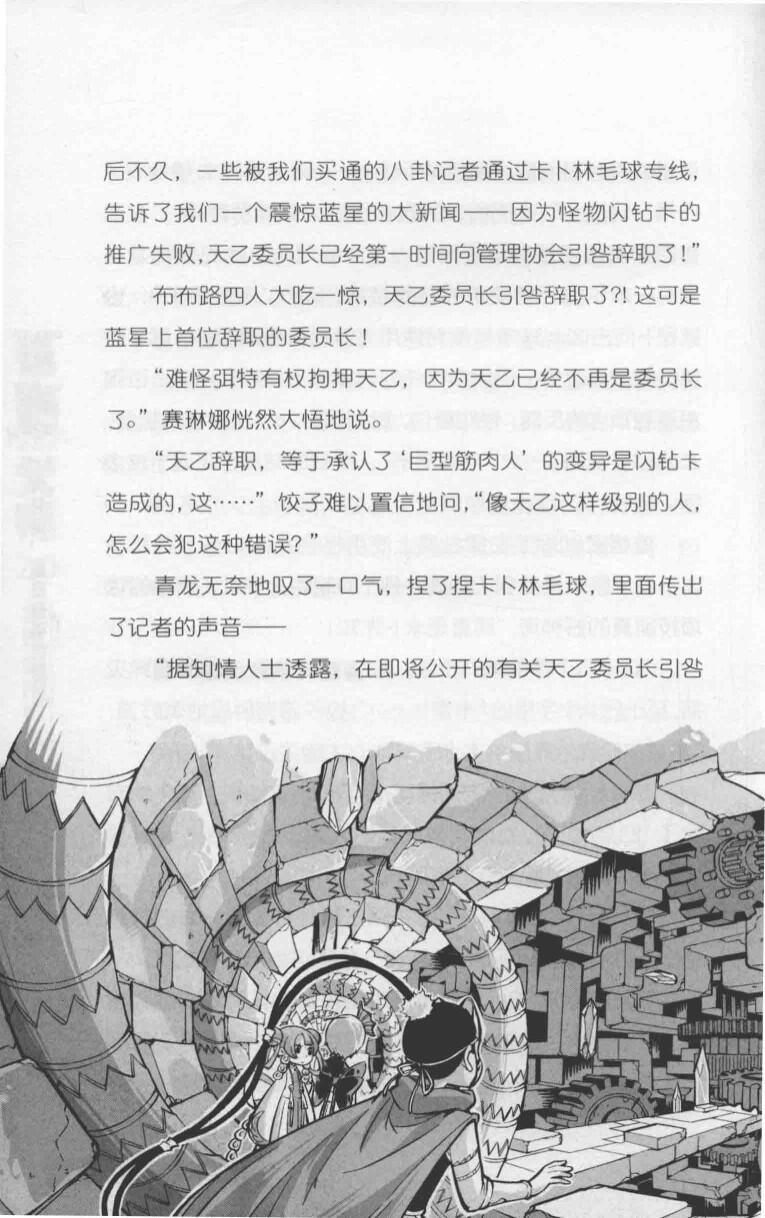 后不久，一些被我们买通的八卦记者通过卡卜林毛球专线，
告诉了我们一个震惊蓝星的大新闻——因为怪物闪钻卡的
推广失败，天乙委员长已经第一时间向管理协会引咎辞职了！”
布布路四人大吃一惊，天乙委员长引咎辞职了？！这可是
蓝星上首位辞职的委员长！
“难怪弭特有权拘押天乙，因为天乙已经不再是委员长
了。”赛琳娜恍然大悟地说。
“天乙辞职，等于承认了‘巨型筋肉人’的变异是闪钻卡
造成的，这……”饺子难以置信地问，“像天乙这样级别的人，
怎么会犯这种错误？”
青龙无奈地叹了一口气，捏了捏卡卜林毛球，里面传出
了记者的声音——
“据知情人士透露，在即将公开的有关天乙委员长引咎